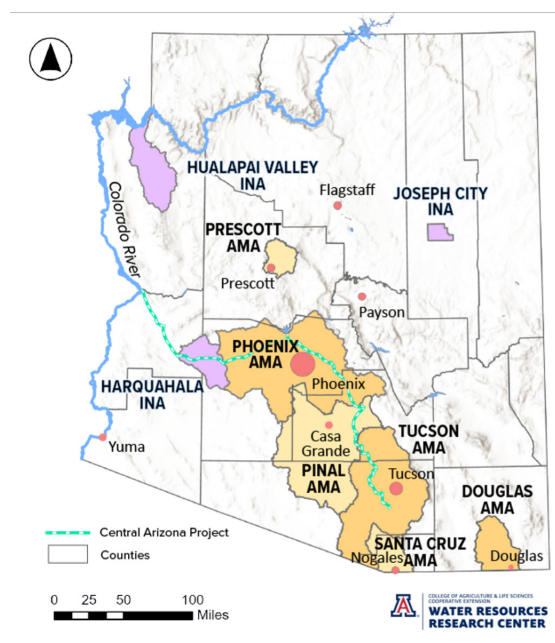 HUALAPAI VALLEY
INA
Flagstaff
JOSEPH CITY
INA
Colorado River
PRESCOTT
AMA
Prescott
Payson
PHOENIX
AMA
Phoenix
HARQUAHALA
INA
Yuma
Casa
Grande
PINAL
AMA
TUCSON
AMA
Tucson
DOUGLAS
AMA
Douglas
SANTA CRUZ
AMA
Nogales
Central Arizona Project
Counties
0 25 50 100
Miles
A
COLLEGE OF AGRICULTURE & LIFE SCIENCES
COOPERATIVE EXTENSION
WATER RESOURCES
RESEARCH CENTER